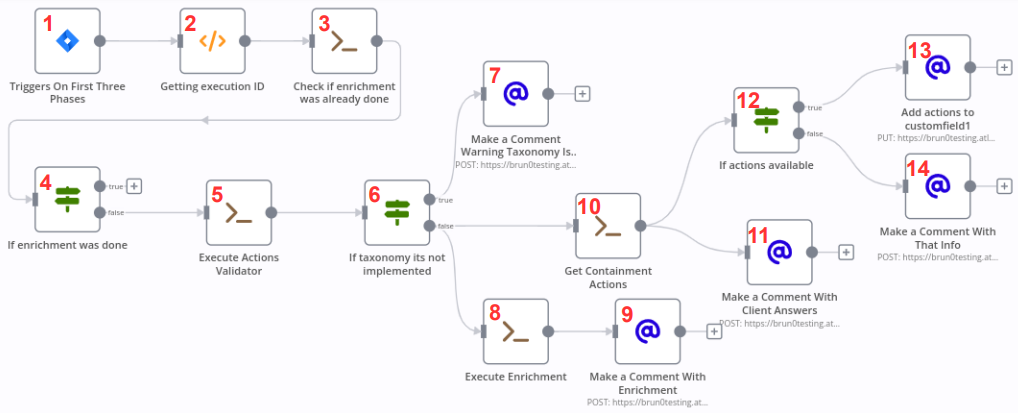 1
Triggers On First Three
Phases
2
</>
Getting execution ID
3
Check if enrichment
was already done
4
true
false
If enrichment was done
5
Execute Actions
Validator
6
true
false
If taxonomy its not
implemented
7
Make a Comment
Warning Taxonomy Is..
POST: https://brun0testing.at...
8
Execute Enrichment
9
Make a Comment With
Enrichment
POST: https://brun0testing.at...
10
Get Containment
Actions
11
Make a Comment With
Client Answers
POST: https://brun0testing.at...
12
true
false
If actions available
13
Add actions to
customfield1
PUT: https://brun0testing.atl...
14
Make a Comment With
That Info
POST: https://brun0testing.at...